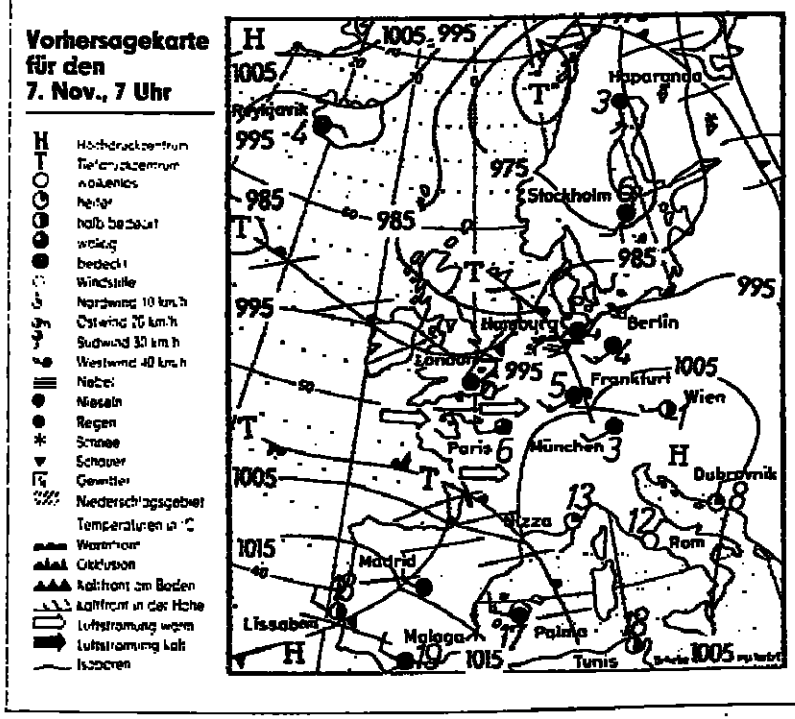 Vorhersagekarte
für den
7. Nov., 7 Uhr
H Hochdruckzentrum
T Tiefdruckzentrum
wolkenlos
heiter
halb bedeckt
wolkig
bedeckt
Windstille
Nordwind 10 km/h
Ostwind 20 km/h
Südwind 30 km/h
Westwind 40 km/h
Nebel
Nieseln
Regen
Schnee
Schauer
Gewitter
Niederschlagsgebiet
Temperaturen in °C
Warmfront
Okklusion
Kaltfront am Boden
Kaltfront in der Höhe
Luftströmung warm
Luftströmung kalt
Isobaren
H
1005
995
1005
Haparanda
T
3
Reykjavik
4
995
975
985
Stockholm
T
985
985
T
995
995
Hamburg
Berlin
4
London
995
1005
Frankfurt
5
Wien
T
Paris
6
München
3
H
1005
T
Dubrovnik
8
13
Nizza
12
Rom
1015
Madrid
Lissabon
Palma
17
18
H
Malaga
19
1015
Tunis
1005